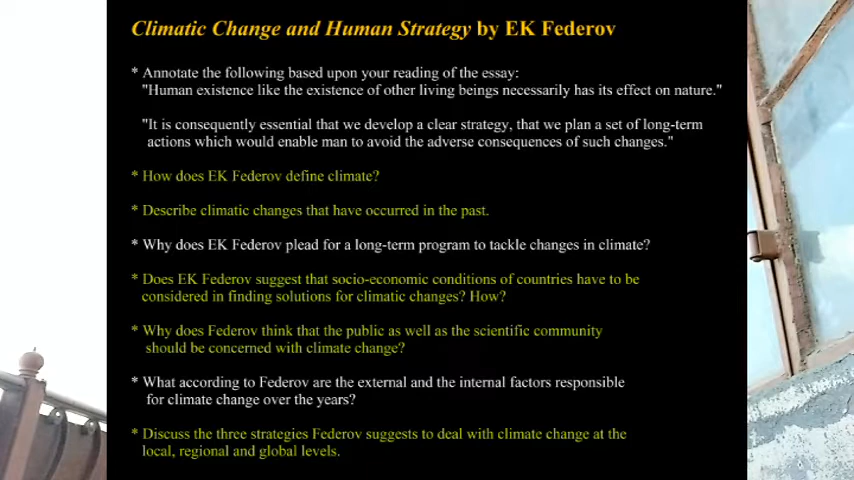 Climatic Change and Human Strategy by EK Federov
* Annotate the following based upon your reading of the essay:
"Human existence like the existence of other living beings necessarily has its effect on nature."
"It is consequently essential that we develop a clear strategy, that we plan a set of long-term
actions which would enable man to avoid the adverse consequences of such changes."
* How does EK Federov define climate?
* Describe climatic changes that have occurred in the past.
* Why does EK Federov plead for a long-term program to tackle changes in climate?
* Does EK Federov suggest that socio-economic conditions of countries have to be
considered in finding solutions for climatic changes? How?
* Why does Federov think that the public as well as the scientific community
should be concerned with climate change?
* What according to Federov are the external and the internal factors responsible
for climate change over the years?
* Discuss the three strategies Federov suggests to deal with climate change at the
local, regional and global levels.